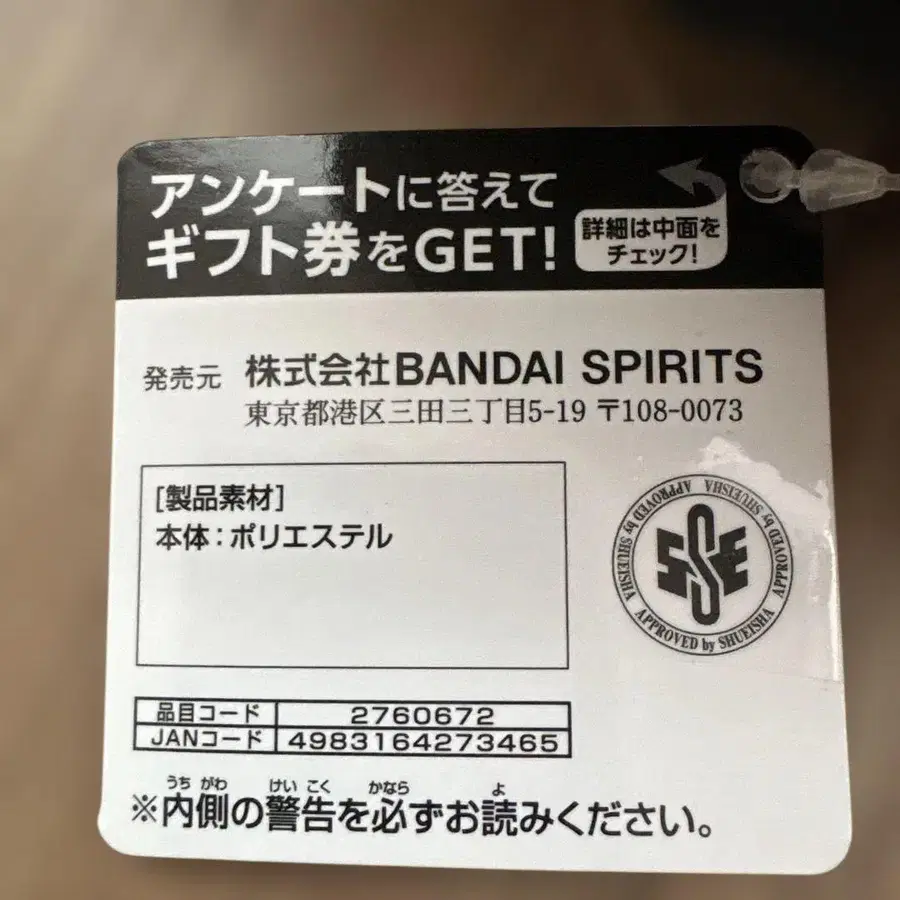 アンケートに答えて
ギフト券をGET!
詳細は中面を
チェック!
発売元 株式会社BANDAI SPIRITS
東京都港区三田三丁目5-19 〒108-0073
[製品素材]
本体:ポリエステル
APPROVED by SHUEISHA APPROVED by SHUEISHA APPROVED by SHUEISHA
SE
品目コード 2760672
JANコード 4983164273465
うち がわ けい こく かなら よ
※内側の警告を必ずお読みください。